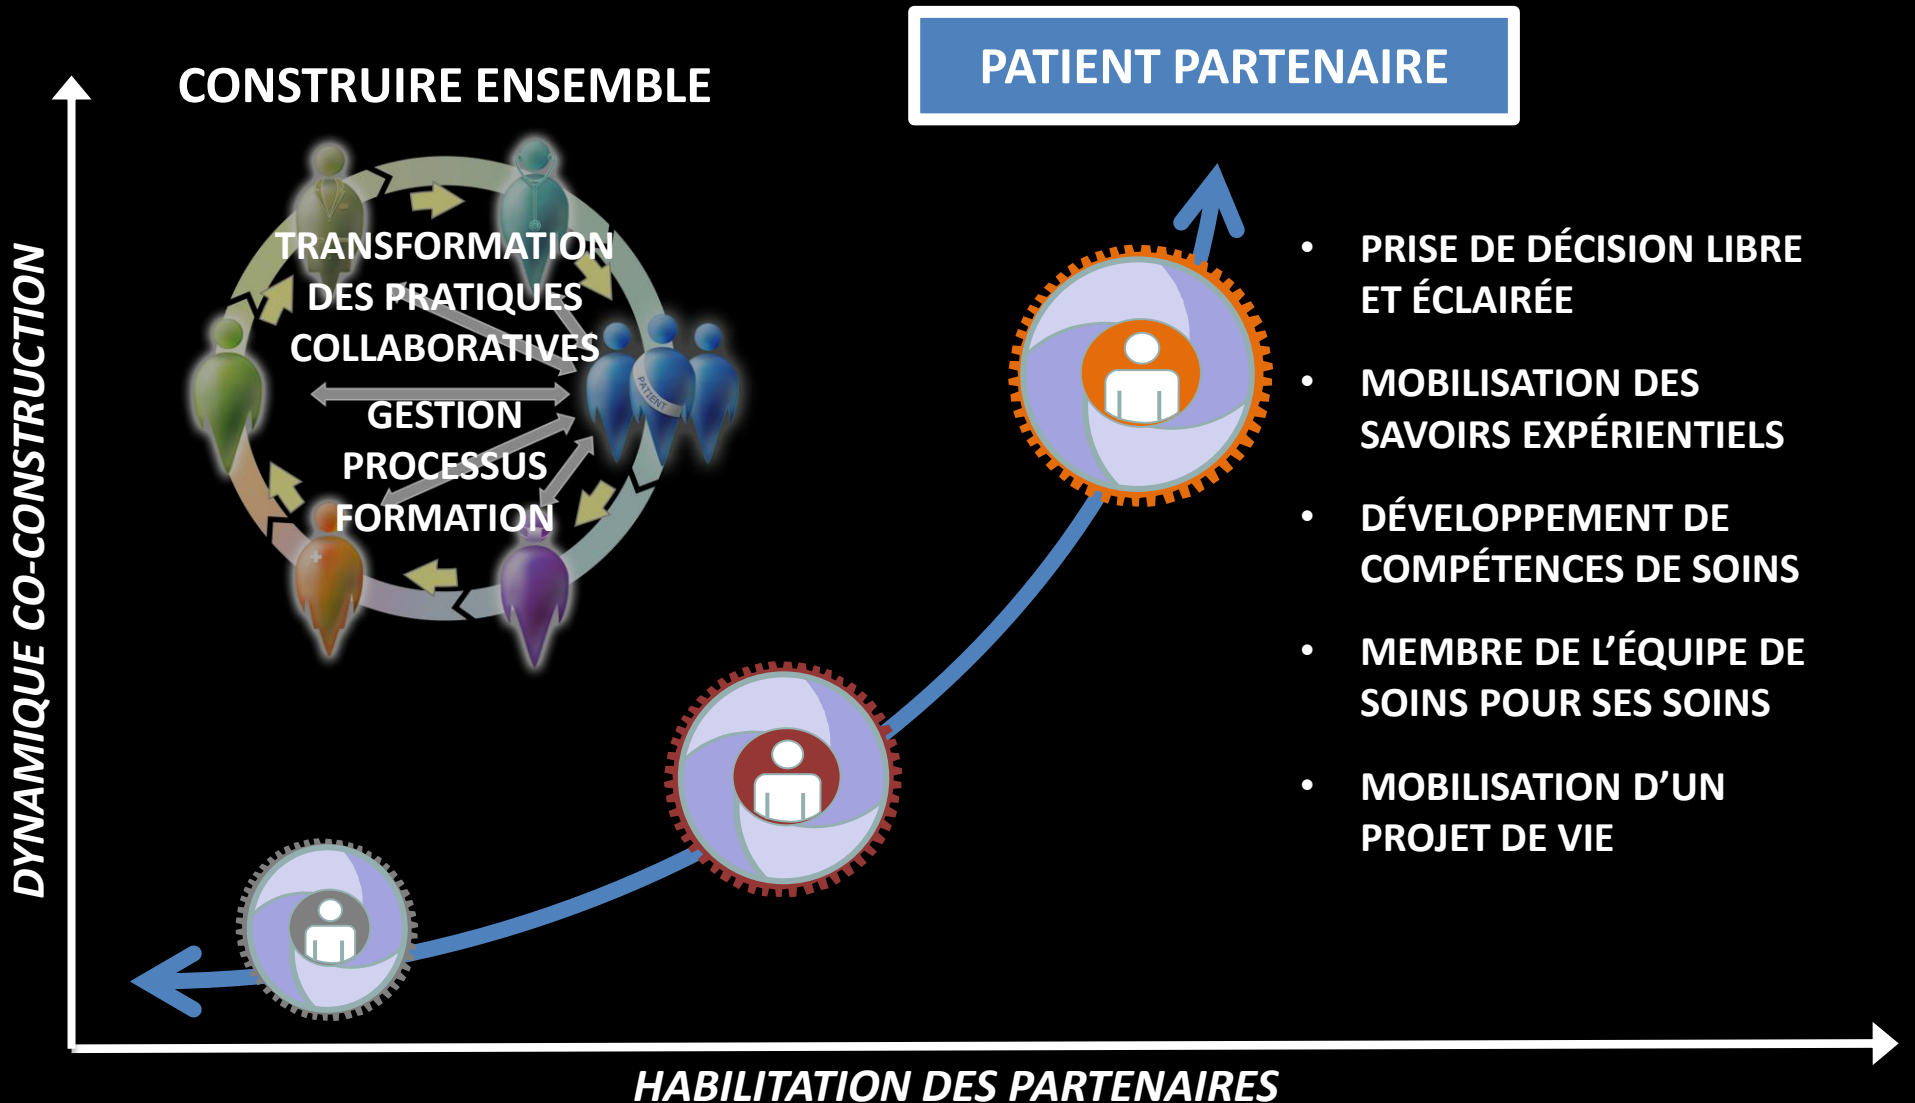 CONSTRUIRE ENSEMBLE
PATIENT PARTENAIRE
TRANSFORMATION
DES PRATIQUES
COLLABORATIVES
GESTION
PROCESSUS
FORMATION
PATIENT
• PRISE DE DÉCISION LIBRE
ET ÉCLAIRÉE
• MOBILISATION DES
SAVOIRS EXPÉRIENTIELS
• DÉVELOPPEMENT DE
COMPÉTENCES DE SOINS
• MEMBRE DE L’ÉQUIPE DE
SOINS POUR SES SOINS
• MOBILISATION D’UN
PROJET DE VIE
DYNAMIQUE CO-CONSTRUCTION
HABILITATION DES PARTENAIRES